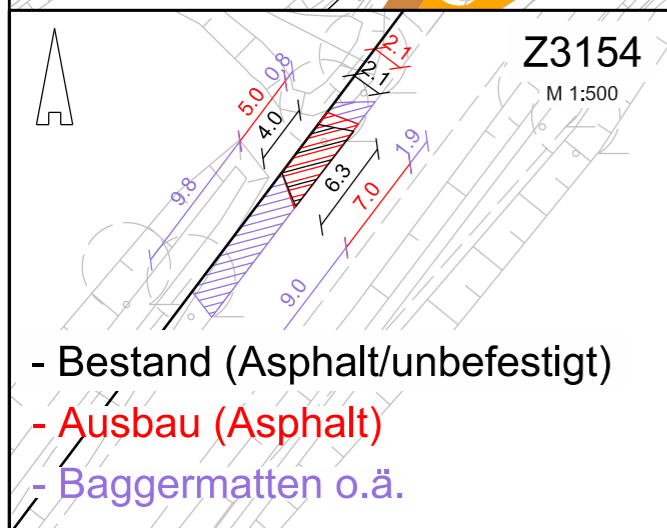 Z3154
M 1:500
2.1
2.1
0.8
5.0
4.0
9.8
1.9
6.3
7.0
9.0
- Bestand (Asphalt/unbefestigt)
- Ausbau (Asphalt)
- Baggermatten o.ä.